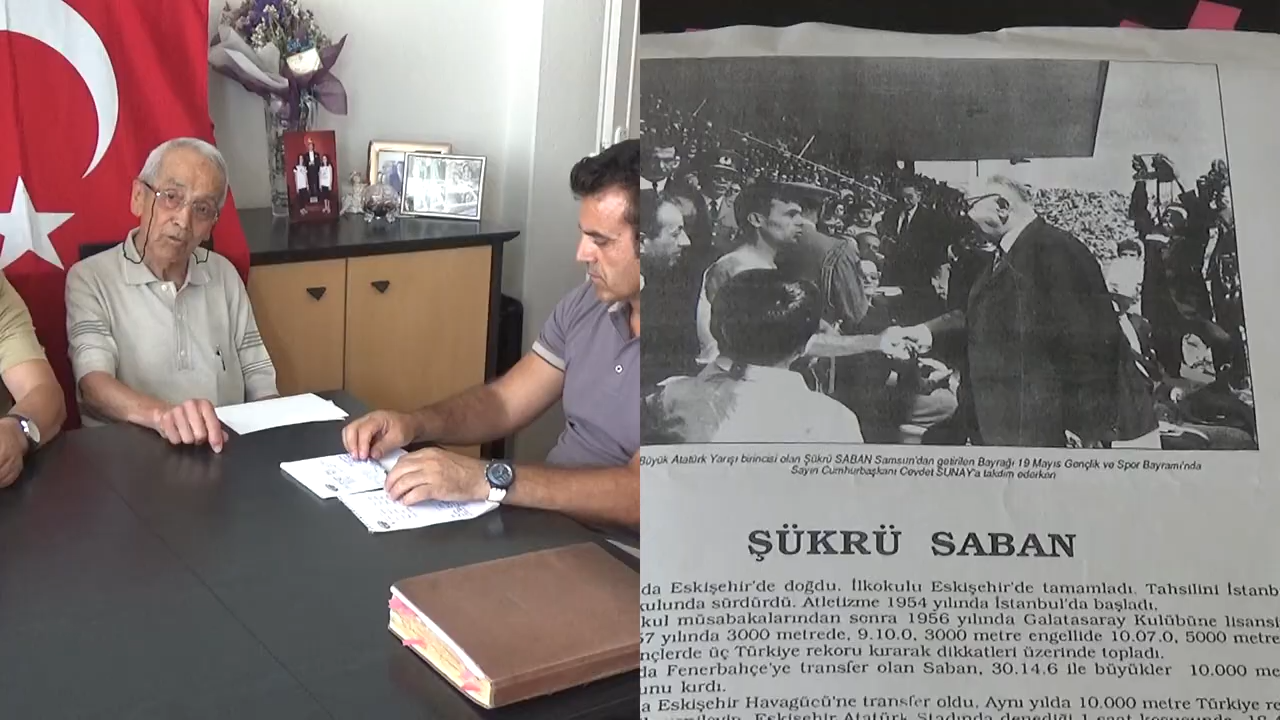 Büyük Atatürk Yarışı birincisi olan Şükrü SABAN Samsun'dan getirilen Bayrağı 19 Mayıs Gençlik ve Spor Bayramı'nda
Sayın Cumhurbaşkanı Cevdet SUNAY'a takdim ederken
ŞÜKRÜ SABAN
da Eskişehir'de doğdu. İlkokulu Eskişehir'de tamamladı. Tahsilini İstanb
kulunda sürdürdü. Atletizme 1954 yılında İstanbul'da başladı.
kul müsabakalarından sonra 1956 yılında Galatasaray Kulübüne lisansl
57 yılında 3000 metrede, 9.10.0, 3000 metre engellide 10.07.0, 5000 metre
nçlerde üç Türkiye rekoru kırarak dikkatleri üzerinde topladı.
da Fenerbahçe'ye transfer olan Saban, 30.14.6 ile büyükler 10.000 me
unu kırdı.
a Eskişehir Havagücü'ne transfer oldu. Aynı yılda 10.000 metre Türkiye re
Eskişehir Atatürk Stadında denediği